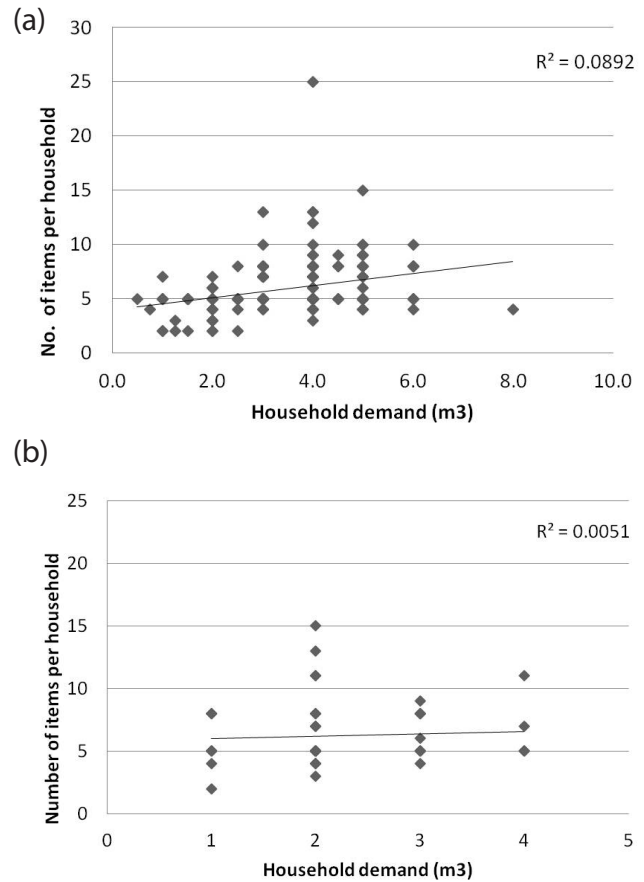 (a)
30
25
20
15
10
5
0
No. of items per household
R² = 0.0892
0.0 2.0 4.0 6.0 8.0 10.0
Household demand (m3)
(b)
25
20
15
10
5
0
Number of items per household
R² = 0.0051
0 1 2 3 4 5
Household demand (m3)